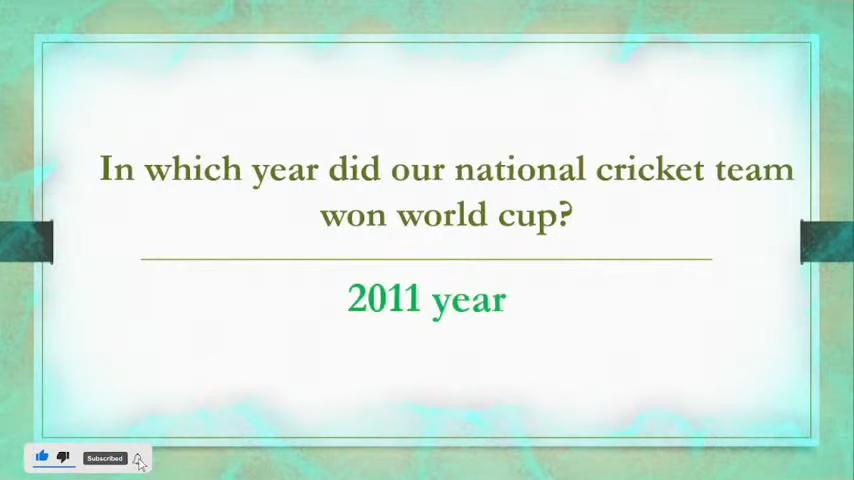 In which year did our national cricket team
won world cup?
2011 year
Subscribed